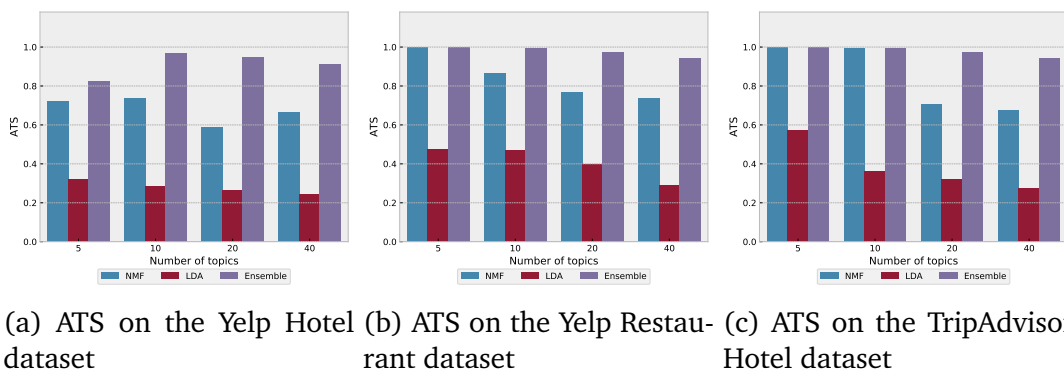 1.0
0.8
0.6
0.4
0.2
0.0
ATS
5 10 20 40
Number of topics
NMF LDA Ensemble
1.0
0.8
0.6
0.4
0.2
0.0
ATS
5 10 20 40
Number of topics
NMF LDA Ensemble
1.0
0.8
0.6
0.4
0.2
0.0
ATS
5 10 20 40
Number of topics
NMF LDA Ensemble
(a) ATS on the Yelp Hotel
dataset
(b) ATS on the Yelp Restau-
rant dataset
(c) ATS on the TripAdvisor
Hotel dataset